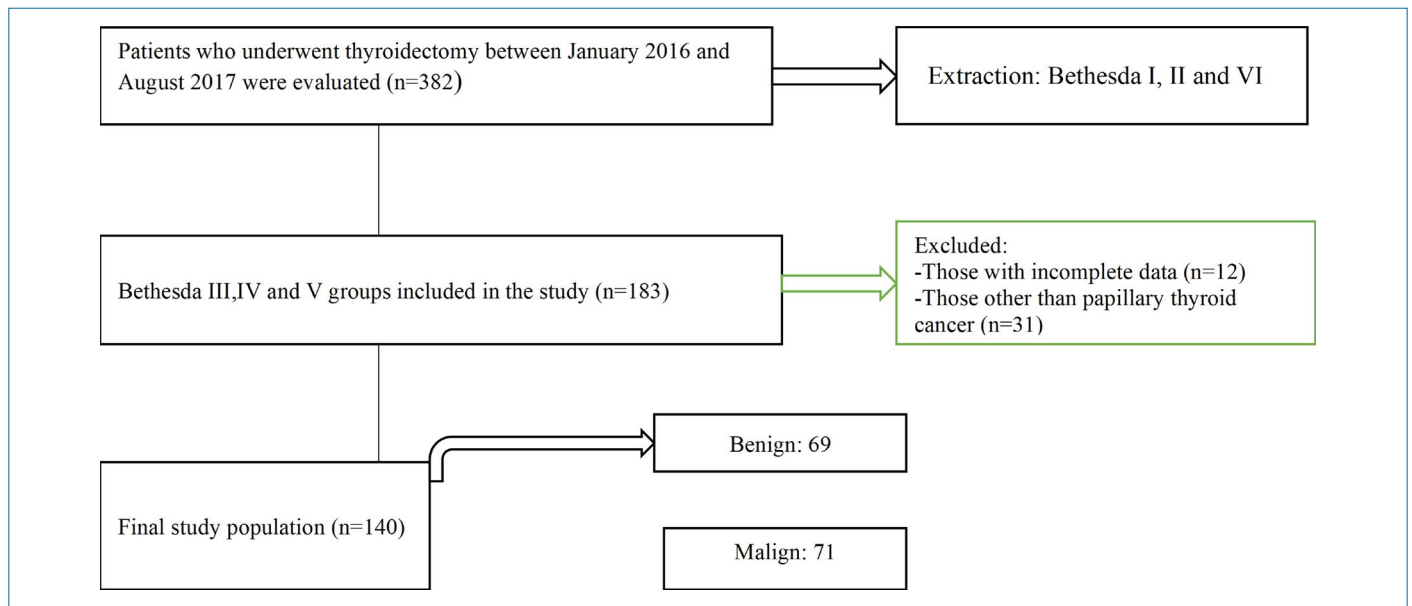 Patients who underwent thyroidectomy between January 2016 and
August 2017 were evaluated (n=382)
Extraction: Bethesda I, II and VI
Bethesda III,IV and V groups included in the study (n=183)
Excluded:
-Those with incomplete data (n=12)
-Those other than papillary thyroid
cancer (n=31)
Benign: 69
Final study population (n=140)
Malign: 71